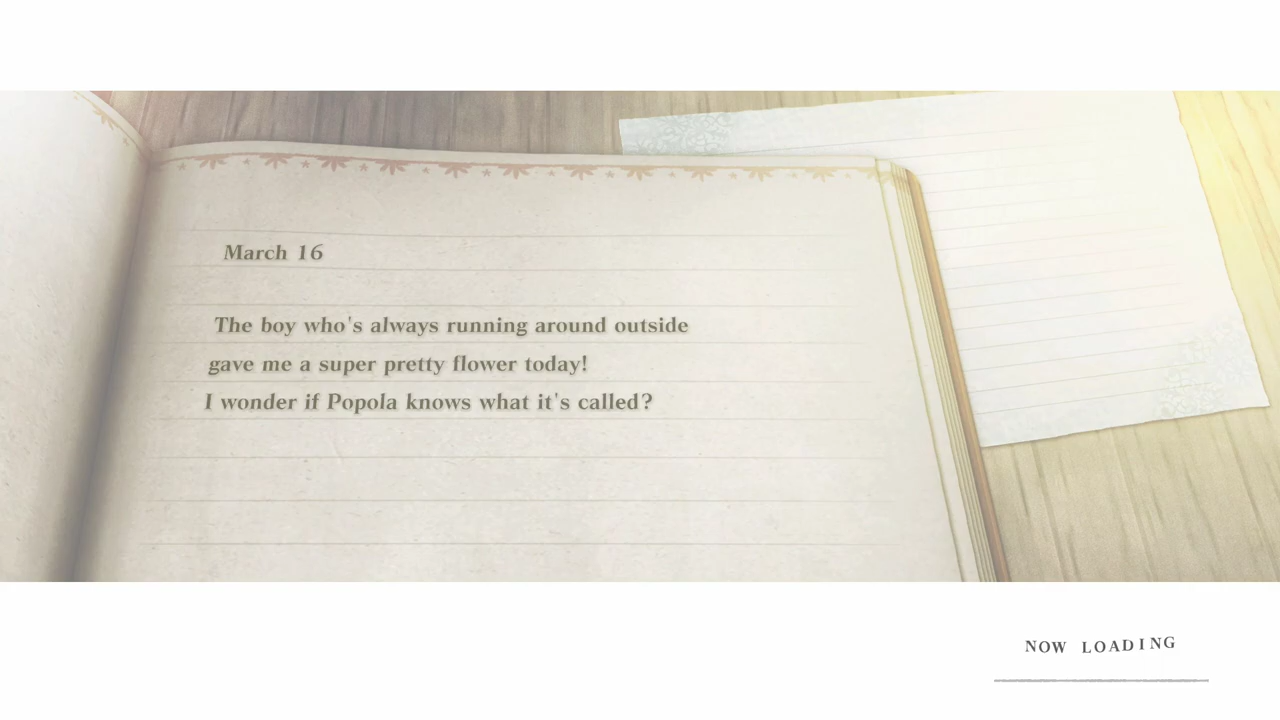 March 16
The boy who's always running around outside
gave me a super pretty flower today!
I wonder if Popola knows what it's called?
NOW LOADING